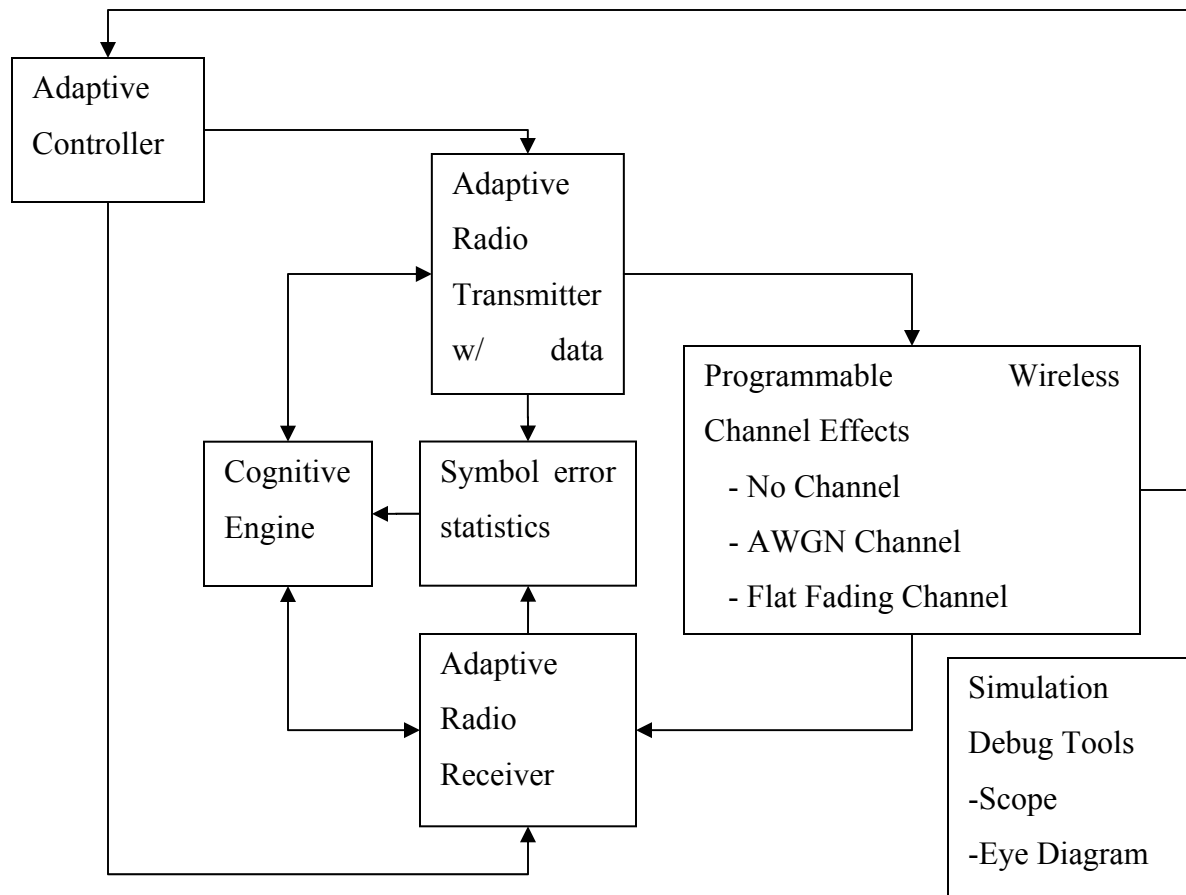 Adaptive
Controller
Adaptive
Radio
Transmitter
w/ data
Programmable Wireless
Channel Effects
- No Channel
- AWGN Channel
- Flat Fading Channel
Cognitive
Engine
Symbol error
statistics
Adaptive
Radio
Receiver
Simulation
Debug Tools
-Scope
-Eye Diagram